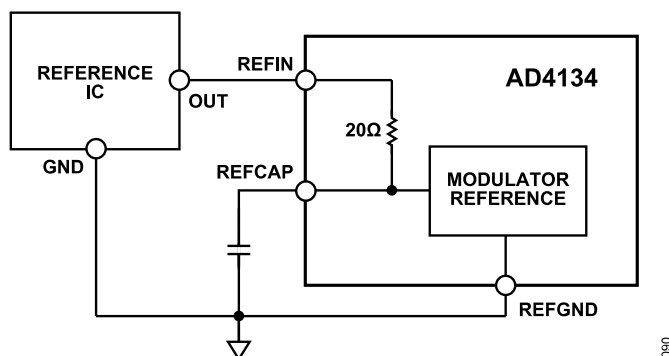 REFERENCE
IC
OUT
GND
REFIN
AD4134
20Ω
REFCAP
MODULATOR
REFERENCE
REFGND